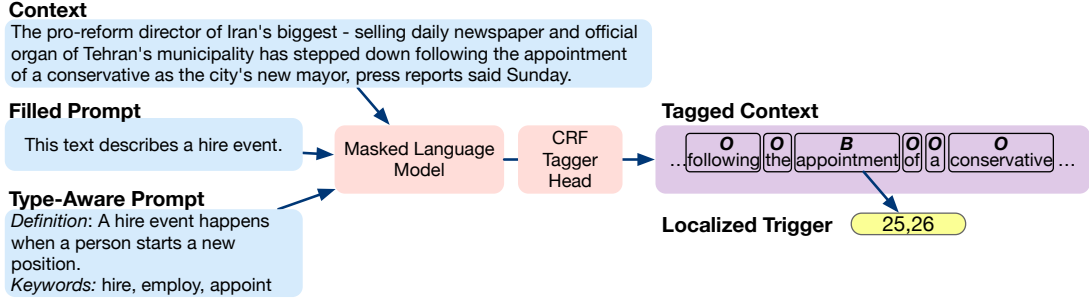 Context
The pro-reform director of Iran's biggest - selling daily newspaper and official
organ of Tehran's municipality has stepped down following the appointment
of a conservative as the city's new mayor, press reports said Sunday.
Filled Prompt
This text describes a hire event.
Type-Aware Prompt
Definition: A hire event happens
when a person starts a new
position.
Keywords: hire, employ, appoint
Masked Language
Model
CRF
Tagger
Head
Tagged Context
O O B O O O
...following the appointment of a conservative ...
Localized Trigger
25,26